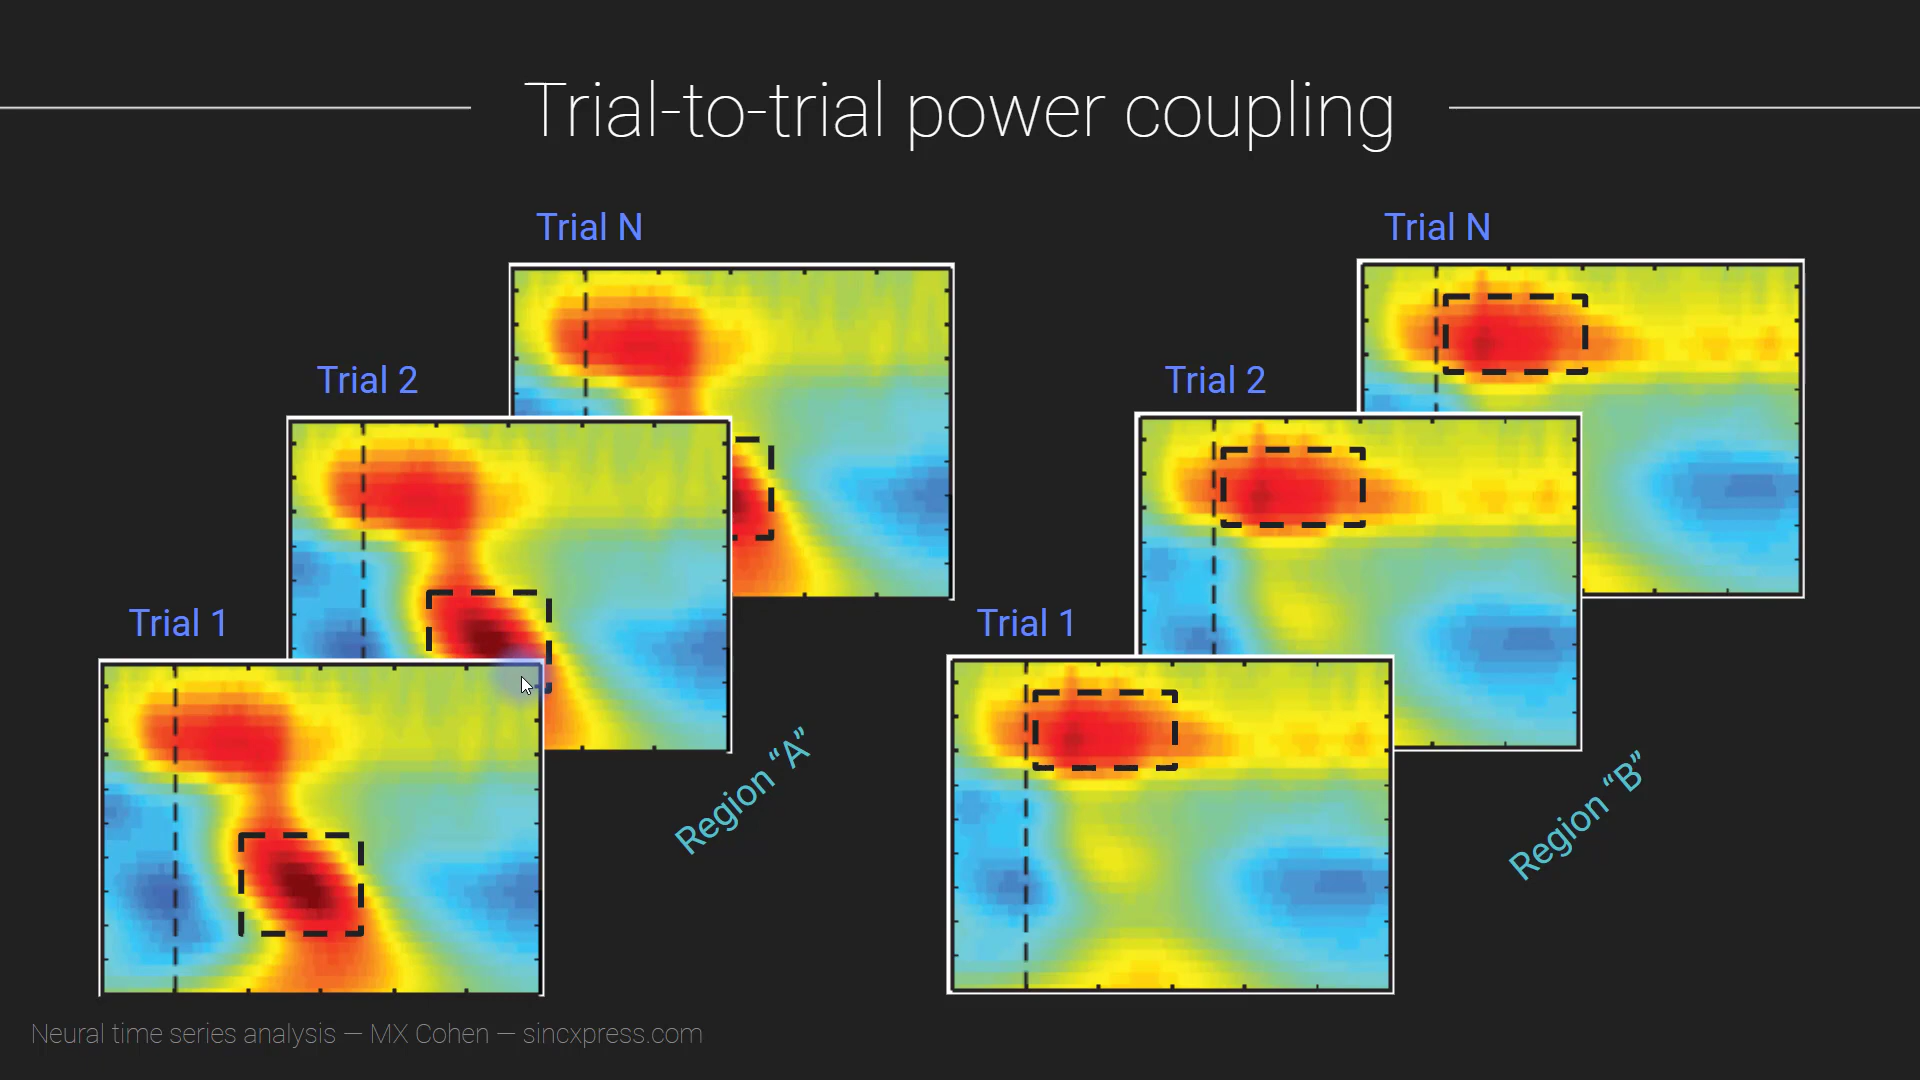 Trial-to-trial power coupling
Trial N
Trial N
Trial 2
Trial 2
Trial 1
Trial 1
Region “A”
Region “B”
Neural time series analysis — MX Cohen — sincxpress.com